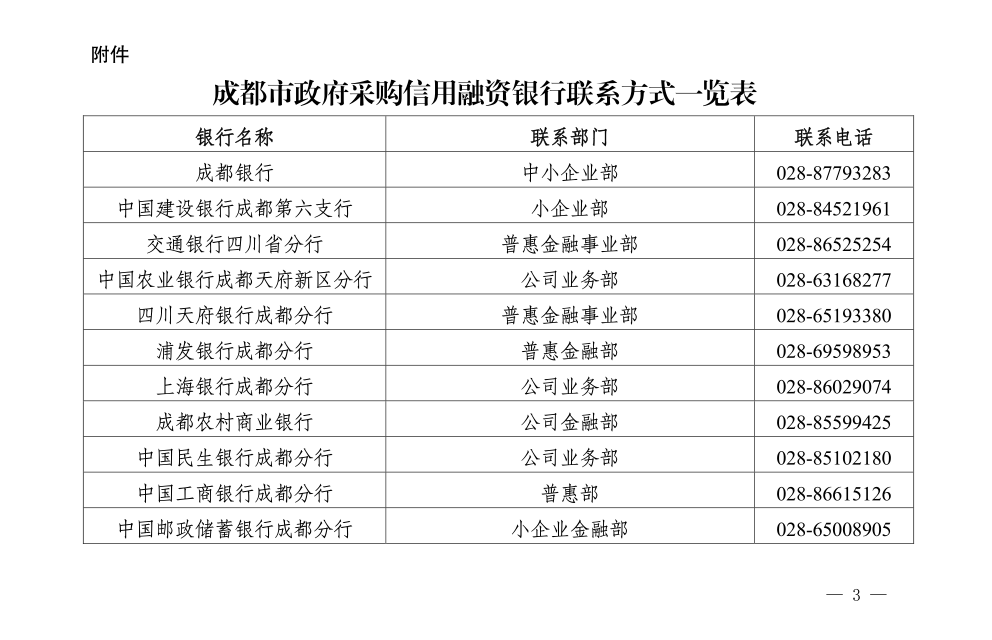 附件
成都市政府采购信用融资银行联系方式一览表
银行名称 联系部门 联系电话
成都银行 中小企业部 028-87793283
中国建设银行成都第六支行 小企业部 028-84521961
交通银行四川省分行 普惠金融事业部 028-86525254
中国农业银行成都天府新区分行 公司业务部 028-63168277
四川天府银行成都分行 普惠金融事业部 028-65193380
浦发银行成都分行 普惠金融部 028-69598953
上海银行成都分行 公司业务部 028-86029074
成都农村商业银行 公司金融部 028-85599425
中国民生银行成都分行 公司业务部 028-85102180
中国工商银行成都分行 普惠部 028-86615126
中国邮政储蓄银行成都分行 小企业金融部 028-65008905
— 3 —